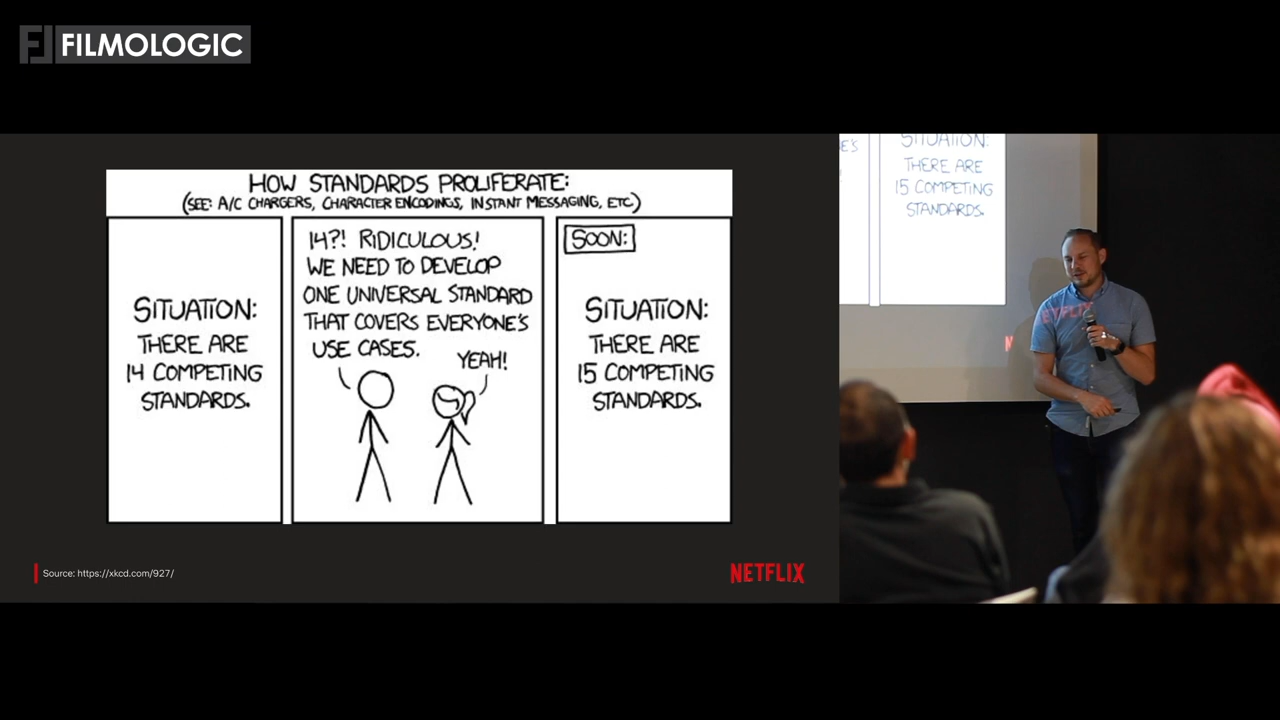 FILMOLOGIC
HOW STANDARDS PROLIFERATE:
(SEE: A/C CHARGERS, CHARACTER ENCODINGS, INSTANT MESSAGING, ETC.)
SITUATION:
THERE ARE
14 COMPETING
STANDARDS.
14?! RIDICULOUS!
WE NEED TO DEVELOP
ONE UNIVERSAL STANDARD
THAT COVERS EVERYONE'S
USE CASES.
YEAH!
SOON:
SITUATION:
THERE ARE
15 COMPETING
STANDARDS.
Source: https://xkcd.com/927/
NETFLIX
SITUATION:
THERE ARE
15 COMPETING
STANDARDS.